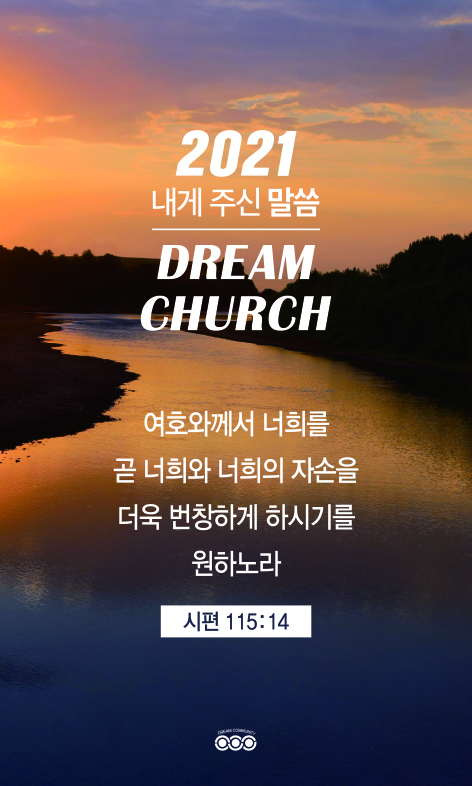 2021
내게 주신 말씀
DREAM
CHURCH
여호와께서 너희를
곧 너희와 너희의 자손을
더욱 번창하게 하시기를
원하노라
시편 115:14
DREAM COMMUNITY